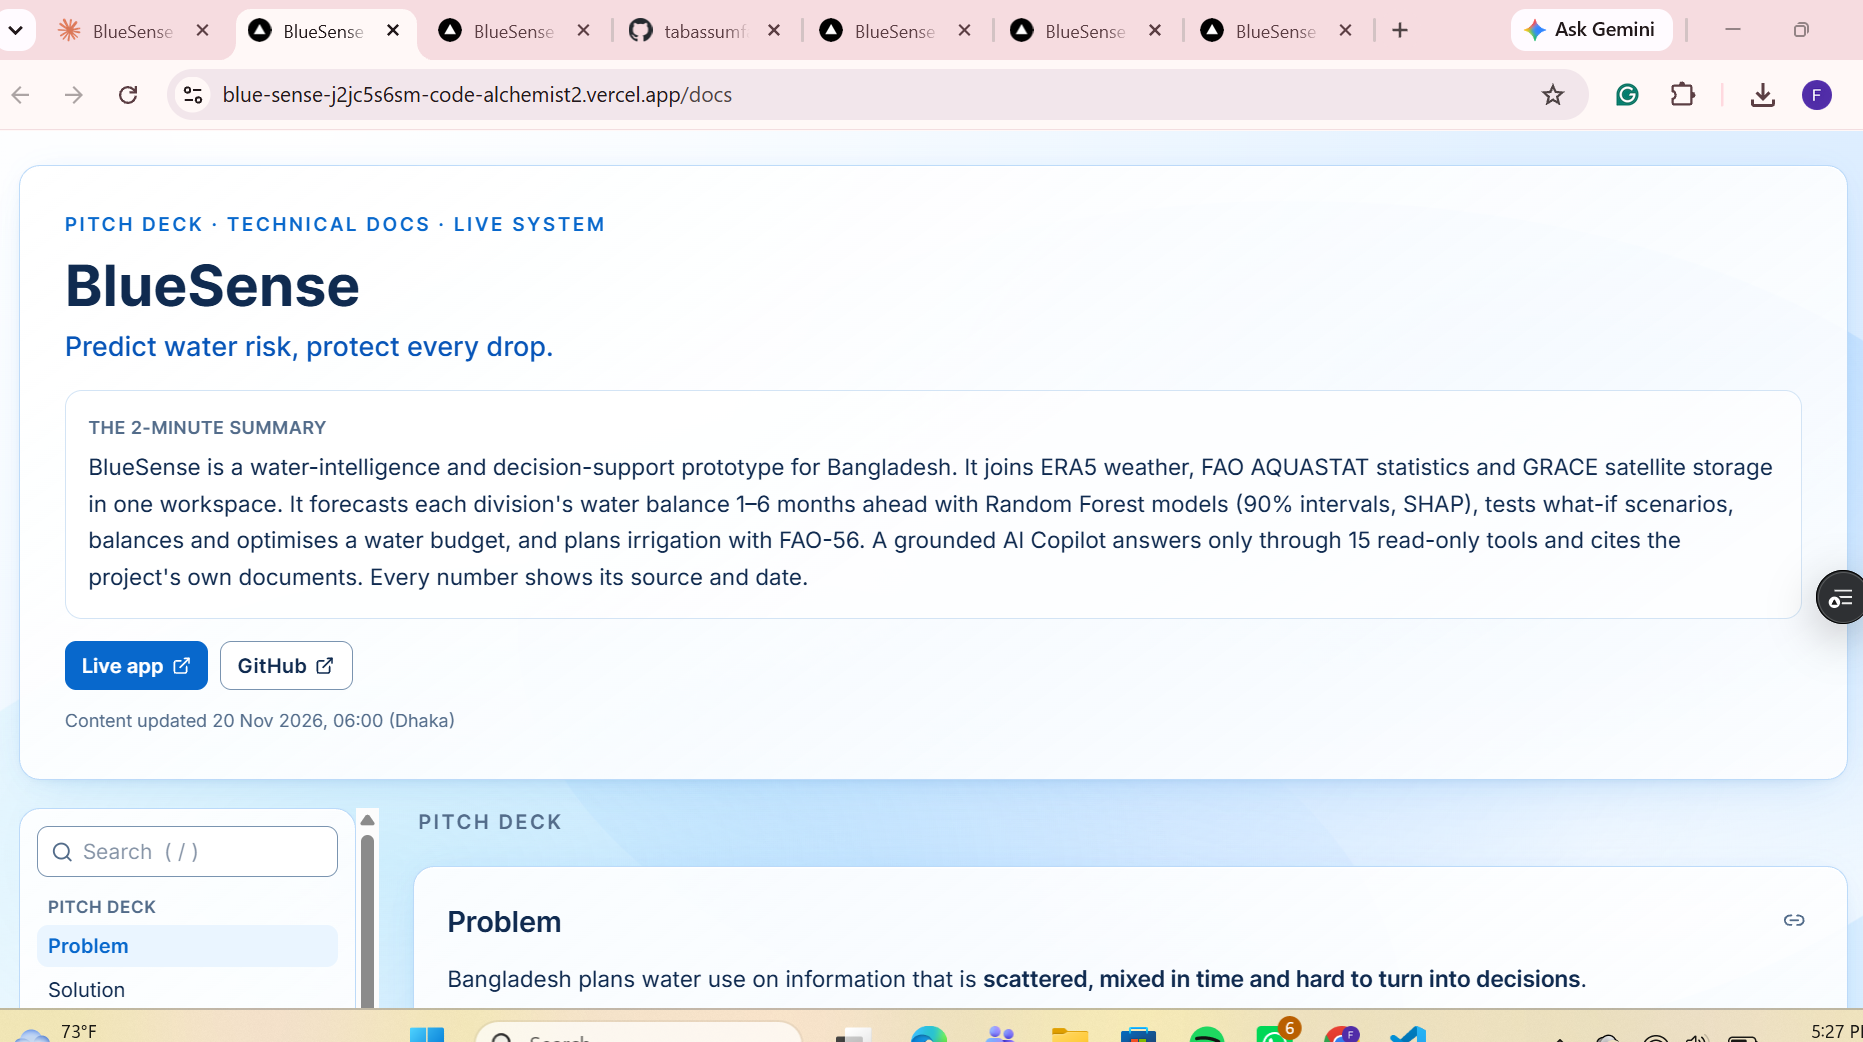 BlueSense
BlueSense
BlueSense
tabassumf
BlueSense
BlueSense
BlueSense
Ask Gemini
blue-sense-j2jc5s6sm-code-alchemist2.vercel.app/docs
F
PITCH DECK · TECHNICAL DOCS · LIVE SYSTEM
BlueSense
Predict water risk, protect every drop.
THE 2-MINUTE SUMMARY
BlueSense is a water-intelligence and decision-support prototype for Bangladesh. It joins ERA5 weather, FAO AQUASTAT statistics and GRACE satellite storage
in one workspace. It forecasts each division's water balance 1–6 months ahead with Random Forest models (90% intervals, SHAP), tests what-if scenarios,
balances and optimises a water budget, and plans irrigation with FAO-56. A grounded AI Copilot answers only through 15 read-only tools and cites the
project's own documents. Every number shows its source and date.
Live app
GitHub
Content updated 20 Nov 2026, 06:00 (Dhaka)
Search ( / )
PITCH DECK
Problem
Solution
PITCH DECK
Problem
Bangladesh plans water use on information that is scattered, mixed in time and hard to turn into decisions.
73°F
Search
6
F
5:27 P